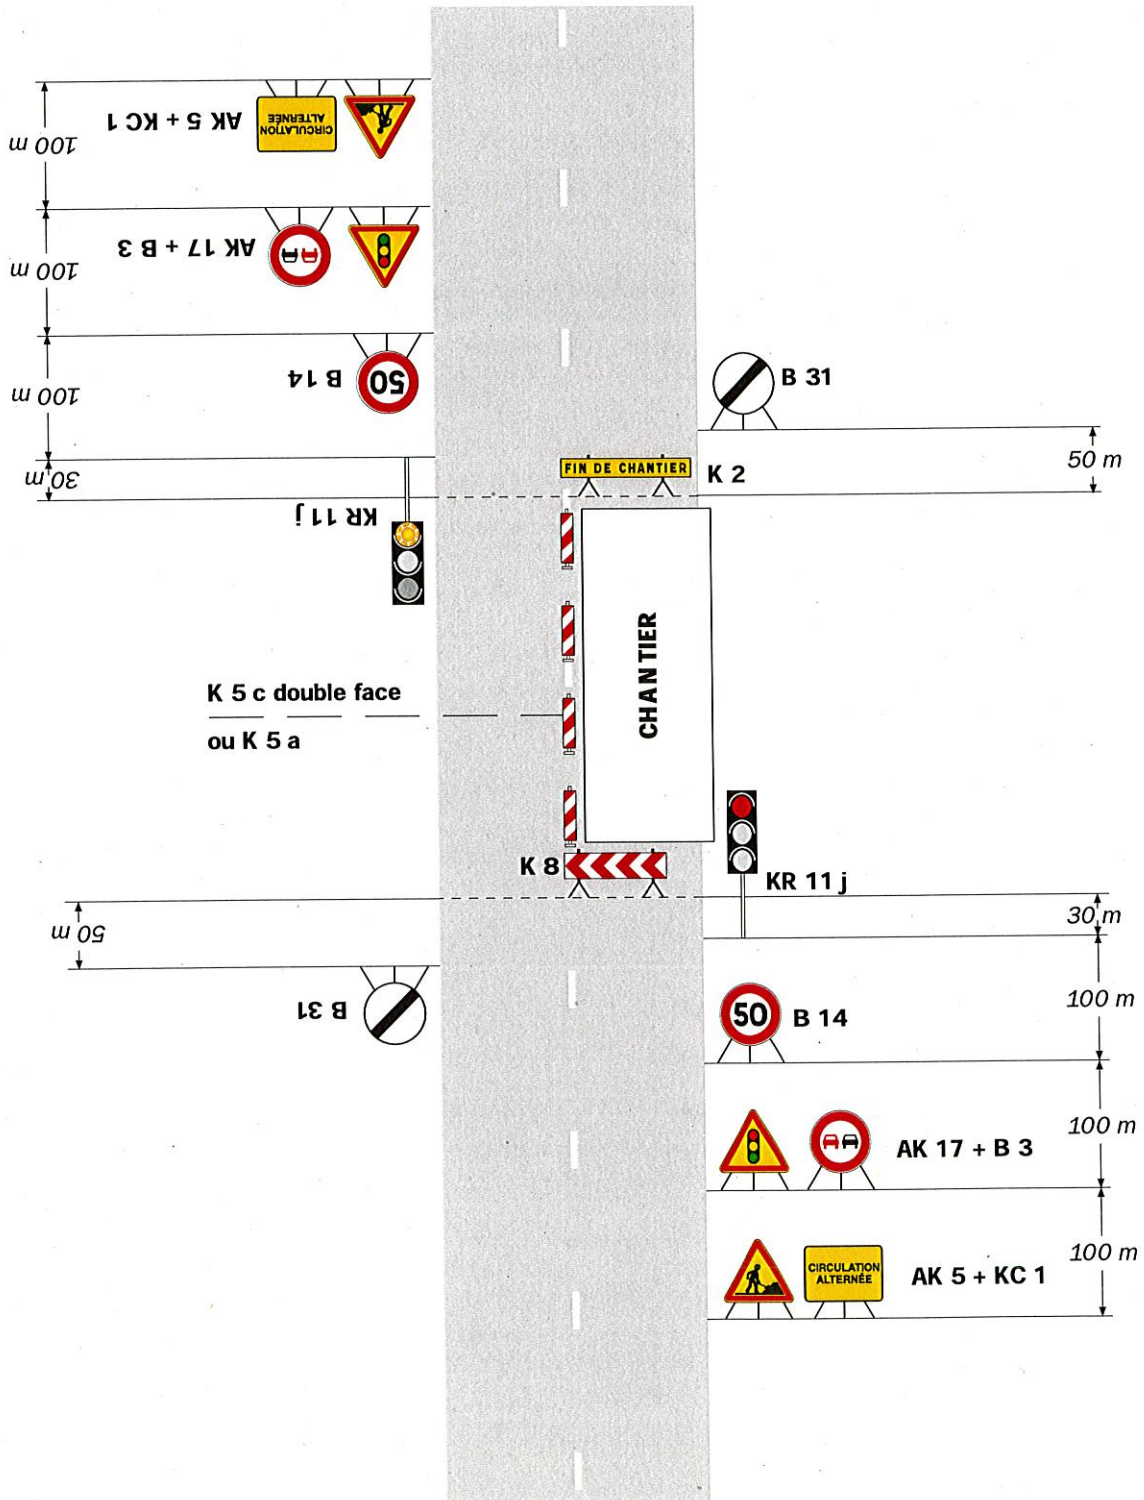 AK 5 + KC 1
CIRCULATION
ALTERNÉE
100 m
AK 17 + B 3
100 m
B 14
50
100 m
B 31
30 m
50 m
FIN DE CHANTIER
K 2
KR 11 j
CHANTIER
K 5 c double face
ou K 5 a
K 8
KR 11 j
50 m
30 m
B 31
50
B 14
100 m
AK 17 + B 3
100 m
CIRCULATION
ALTERNÉE
AK 5 + KC 1
100 m